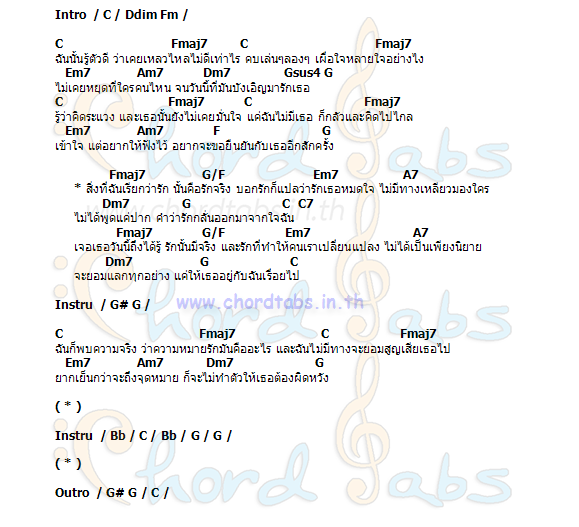 Intro / C / Ddim Fm /
C Fmaj7 C Fmaj7
ฉันนั้นรู้ตัวดี ว่าเคยเหลวไหลไม่ดีเท่าไร คบเล่นๆลองๆ เผื่อใจหลายใจอย่างไง
Em7 Am7 Dm7 Gsus4 G
ไม่เคยหยุดที่ใครคนไหน จนวันนี้ที่มันบังเอิญมารักเธอ
C Fmaj7 C Fmaj7
รู้ว่าคิดระแวง และเธอนั้นยังไม่เคยมั่นใจ แค่ฉันไม่มีเธอ ก็กลัวและคิดไปไกล
Em7 Am7 F G
เข้าใจ แต่อยากให้ฟังไว้ อยากจะขอยืนยันกับเธออีกสักครั้ง
Fmaj7 G/F Em7 A7
* สิ่งที่ฉันเรียกว่ารัก นั้นคือรักจริง บอกรักก็แปลว่ารักเธอหมดใจ ไม่มีทางเหลียวมองใคร
Dm7 G C C7
ไม่ได้พูดแค่ปาก คำว่ารักกลั่นออกมาจากใจฉัน
Fmaj7 G/F Em7 A7
เจอเธอวันนี้ถึงได้รู้ รักนั้นมีจริง และรักที่ทำให้คนเราเปลี่ยนแปลง ไม่ได้เป็นเพียงนิยาย
Dm7 G C
จะยอมแลกทุกอย่าง แค่ให้เธออยู่กับฉันเรื่อยไป
www.chordtabs.in.th
Instru / G# G /
C Fmaj7 C Fmaj7
ฉันก็พบความจริง ว่าความหมายรักมันคืออะไร และฉันไม่มีทางจะยอมสูญเสียเธอไป
Em7 Am7 Dm7 G
ยากเย็นกว่าจะถึงจุดหมาย ก็จะไม่ทำตัวให้เธอต้องผิดหวัง
( * )
Instru / Bb / C / Bb / G / G /
( * )
Outro / G# G / C /